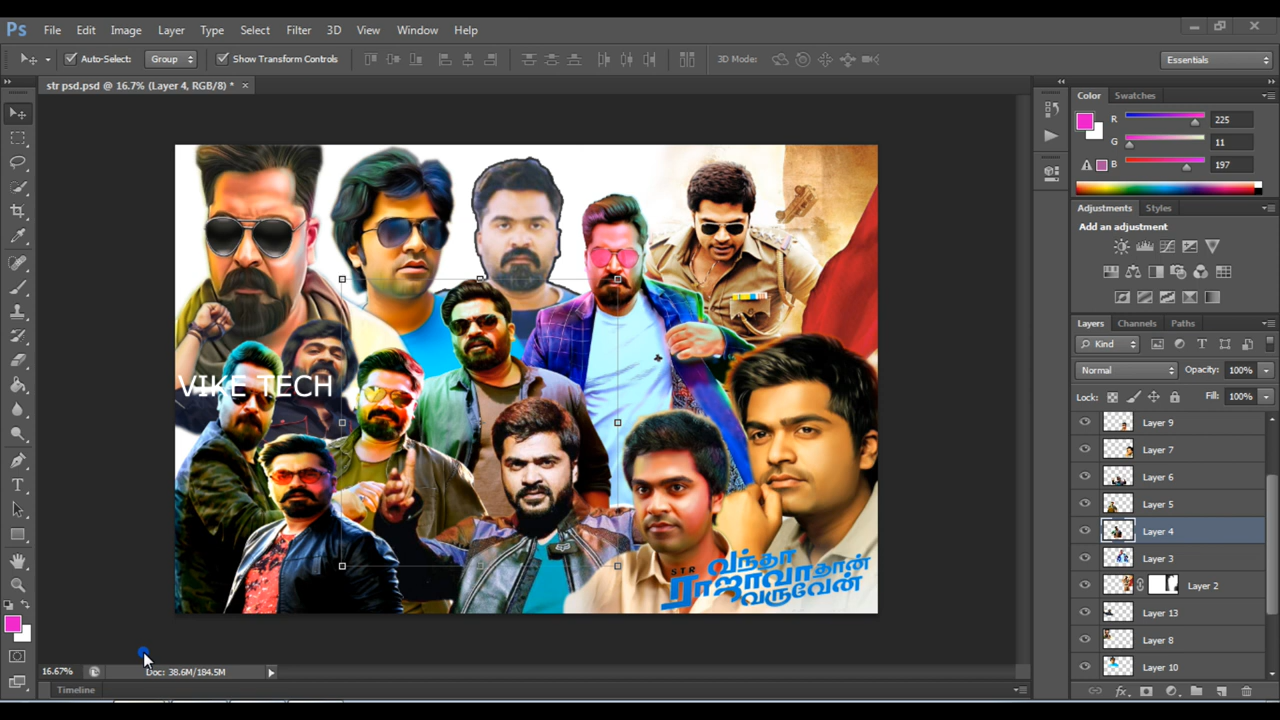 Ps File Edit Image Layer Type Select Filter 3D View Window Help
Auto-Select: Group Show Transform Controls 3D Mode: Essentials
str psd.psd @ 16.7% (Layer 4, RGB/8) * ×
Color Swatches
R 225
G 11
B 197
Adjustments Styles
Add an adjustment
Layers Channels Paths
Kind
Normal Opacity: 100%
Lock: Fill: 100%
Layer 9
Layer 7
Layer 6
Layer 5
Layer 4
Layer 3
Layer 2
Layer 13
Layer 8
Layer 10
VIKE TECH
STR வந்தா
ராஜாவாதான்
வருவேன்
16.67% Doc: 38.6M/184.5M
Timeline